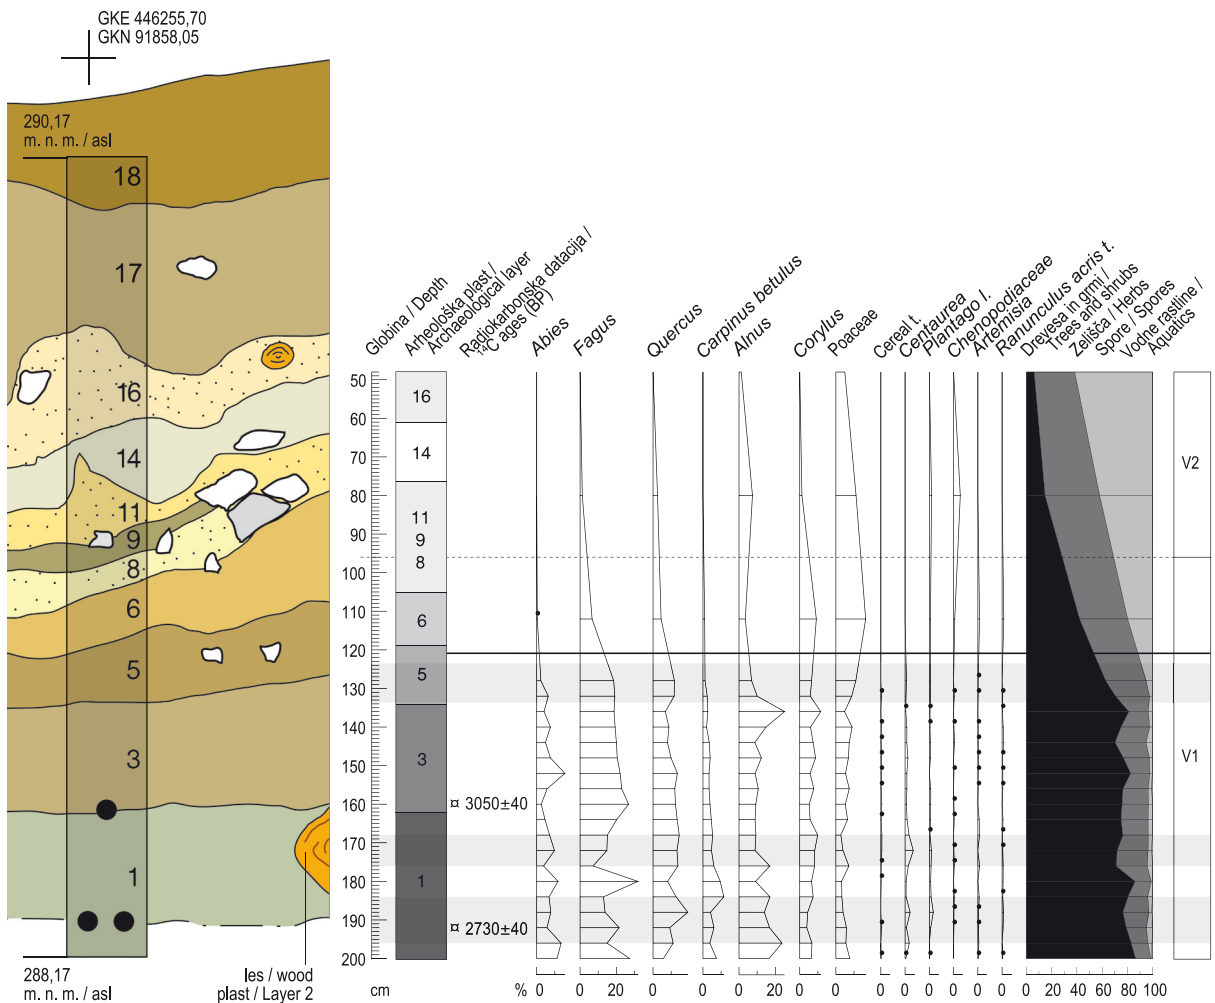 GKE 446255,70
GKN 91858,05
290,17
m. n. m. / asl
18
17
16
14
11
9
8
6
5
3
1
288,17
m. n. m. / asl
les / wood
plast / Layer 2
Globina / Depth
Arheološka plast /
Archaeological layer
Radiokarbonska datacija /
¹⁴C ages (BP)
Abies
Fagus
Quercus
Carpinus betulus
Alnus
Corylus
Poaceae
Cereal t.
Centaurea
Plantago l.
Chenopodiaceae
Artemisia
Ranunculus acris t.
Drevesa in grmi /
Trees and shrubs
Zelišča / Herbs
Spore / Spores
Vodne rastline /
Aquatics
50
60
70
80
90
100
110
120
130
140
150
160
170
180
190
200
cm
16
14
11
9
8
6
5
3
1
¤ 3050±40
¤ 2730±40
V2
V1
% 0 0 20 0 0 0 20 0 0 0 0 0 0 0 0 0 20 40 60 80 100